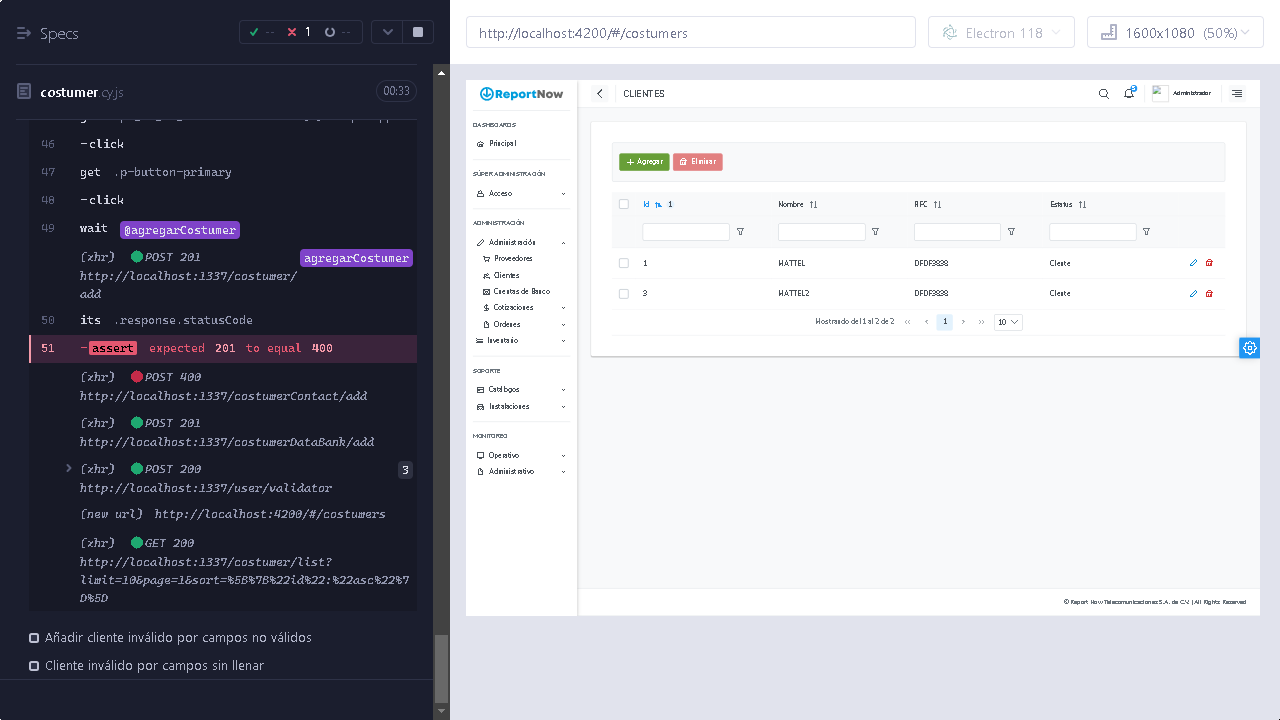 Specs
-- 1 --
costumer.cy.js 00:33
46 -click
47 get .p-button-primary
48 -click
49 wait @agregarCostumer
(xhr) POST 201 agregarCostumer
http://localhost:1337/costumer/
add
50 its .response.statusCode
51 -assert expected 201 to equal 400
(xhr) POST 400
http://localhost:1337/costumerContact/add
(xhr) POST 201
http://localhost:1337/costumerDataBank/add
(xhr) POST 200 3
http://localhost:1337/user/validator
(new url) http://localhost:4200/#/costumers
(xhr) GET 200
http://localhost:1337/costumer/list?
limit=10&page=1&sort=%5B%7B%22id%22:%22asc%22%7
D%5D
Añadir cliente inválido por campos no válidos
Cliente inválido por campos sin llenar
http://localhost:4200/#/costumers
Electron 118
1600x1080 (50%)
ReportNow
DASHBOARDS
Principal
SÚPER ADMINISTRACIÓN
Acceso
ADMINISTRACIÓN
Administración
Proveedores
Clientes
Cuentas de Banco
Cotizaciones
Ordenes
Inventario
SOPORTE
Catálogos
Instalaciones
MONITOREO
Operativo
Administrativo
CLIENTES
Administrador
+ Agregar Eliminar
Id 1 Nombre RFC Estatus
1 MATTEL DFDF3838 Cliente
3 MATTEL2 DFDF3838 Cliente
Mostrando del 1 al 2 de 2 << < 1 > >> 10
© Report Now Telecomunicaciones S.A. de C.V. | All Rights Reserved